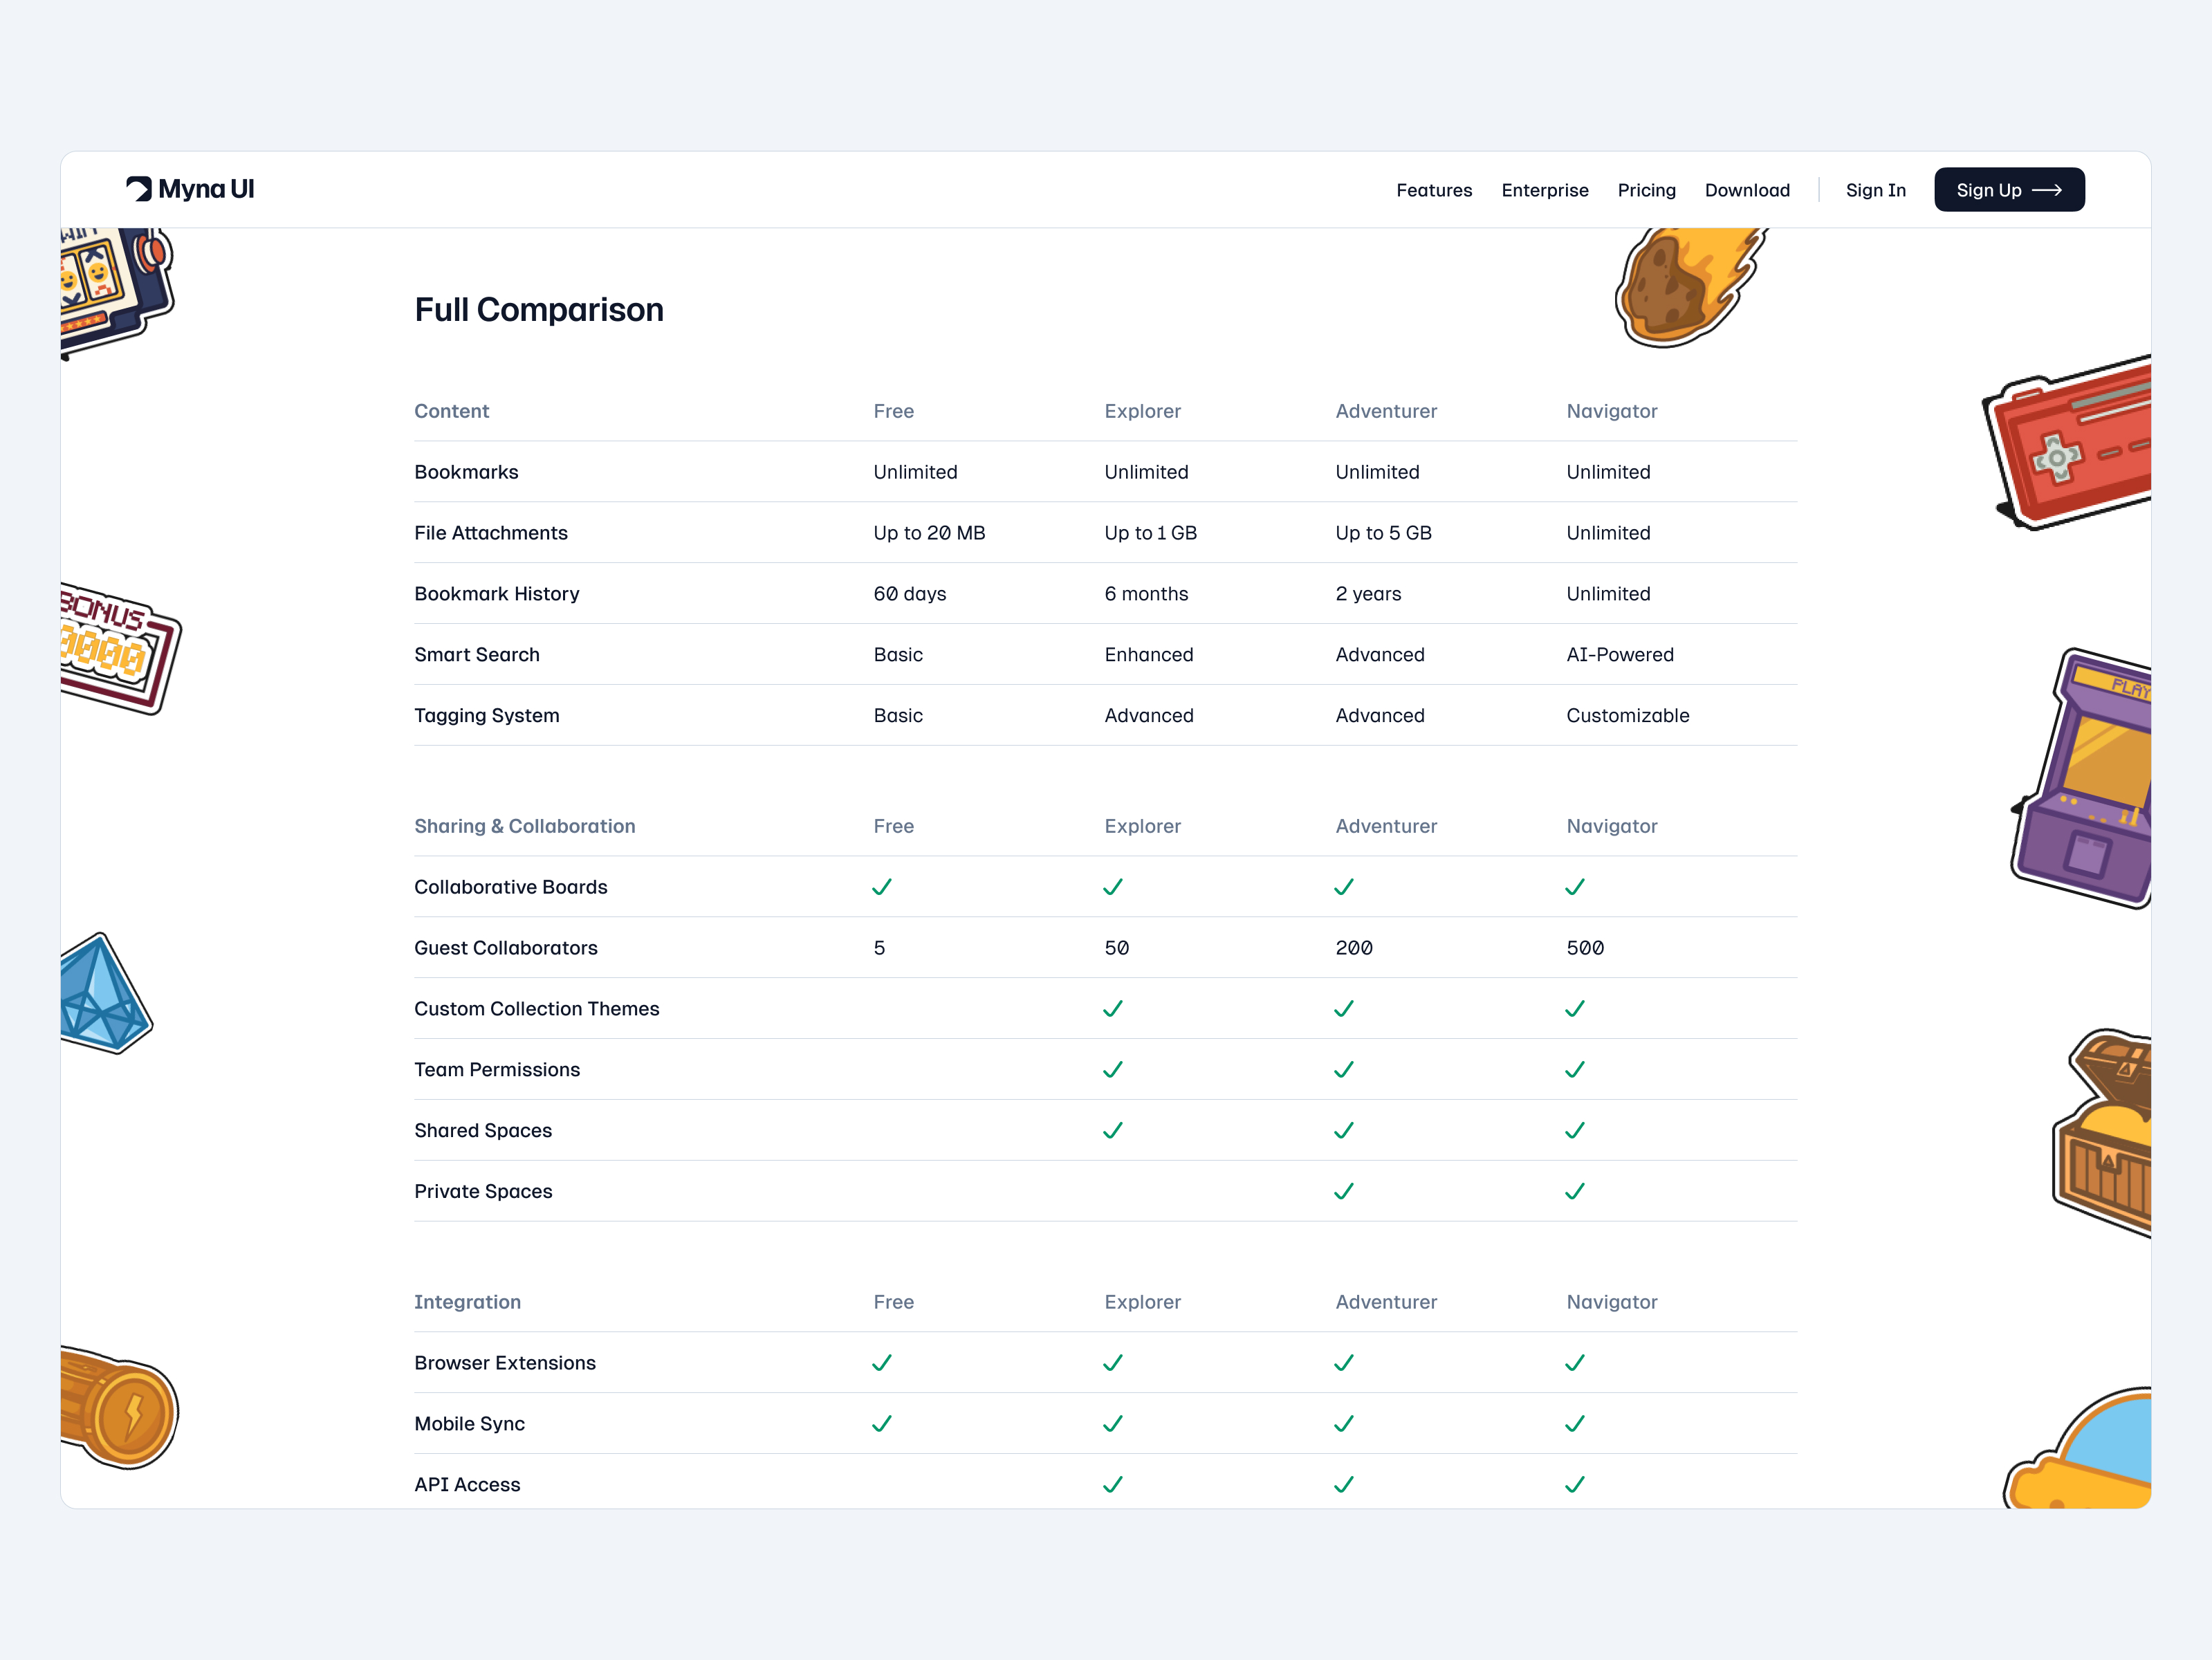 Myna UI
Features Enterprise Pricing Download Sign In Sign Up
Full Comparison
Content Free Explorer Adventurer Navigator
Bookmarks Unlimited Unlimited Unlimited Unlimited
File Attachments Up to 20 MB Up to 1 GB Up to 5 GB Unlimited
Bookmark History 60 days 6 months 2 years Unlimited
Smart Search Basic Enhanced Advanced AI-Powered
Tagging System Basic Advanced Advanced Customizable
Sharing & Collaboration Free Explorer Adventurer Navigator
Collaborative Boards
Guest Collaborators 5 50 200 500
Custom Collection Themes
Team Permissions
Shared Spaces
Private Spaces
Integration Free Explorer Adventurer Navigator
Browser Extensions
Mobile Sync
API Access
BONUS
0000
PLAY